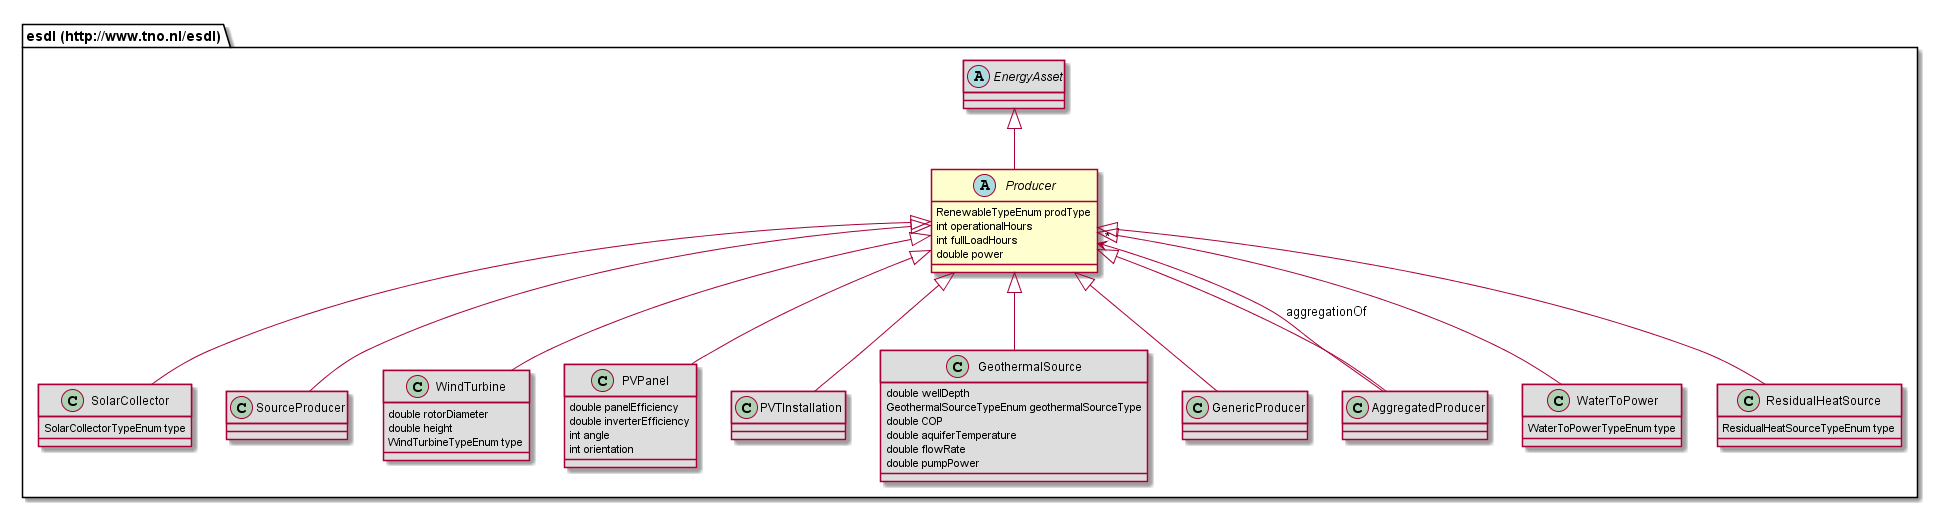 esdl (http://www.tno.nl/esdl)
A EnergyAsset
A Producer
RenewableTypeEnum prodType
int operationalHours
int fullLoadHours
double power
*
aggregationOf
C SolarCollector
SolarCollectorTypeEnum type
C SourceProducer
C WindTurbine
double rotorDiameter
double height
WindTurbineTypeEnum type
C PVPanel
double panelEfficiency
double inverterEfficiency
int angle
int orientation
C PVTInstallation
C GeothermalSource
double wellDepth
GeothermalSourceTypeEnum geothermalSourceType
double COP
double aquiferTemperature
double flowRate
double pumpPower
C GenericProducer
C AggregatedProducer
C WaterToPower
WaterToPowerTypeEnum type
C ResidualHeatSource
ResidualHeatSourceTypeEnum type